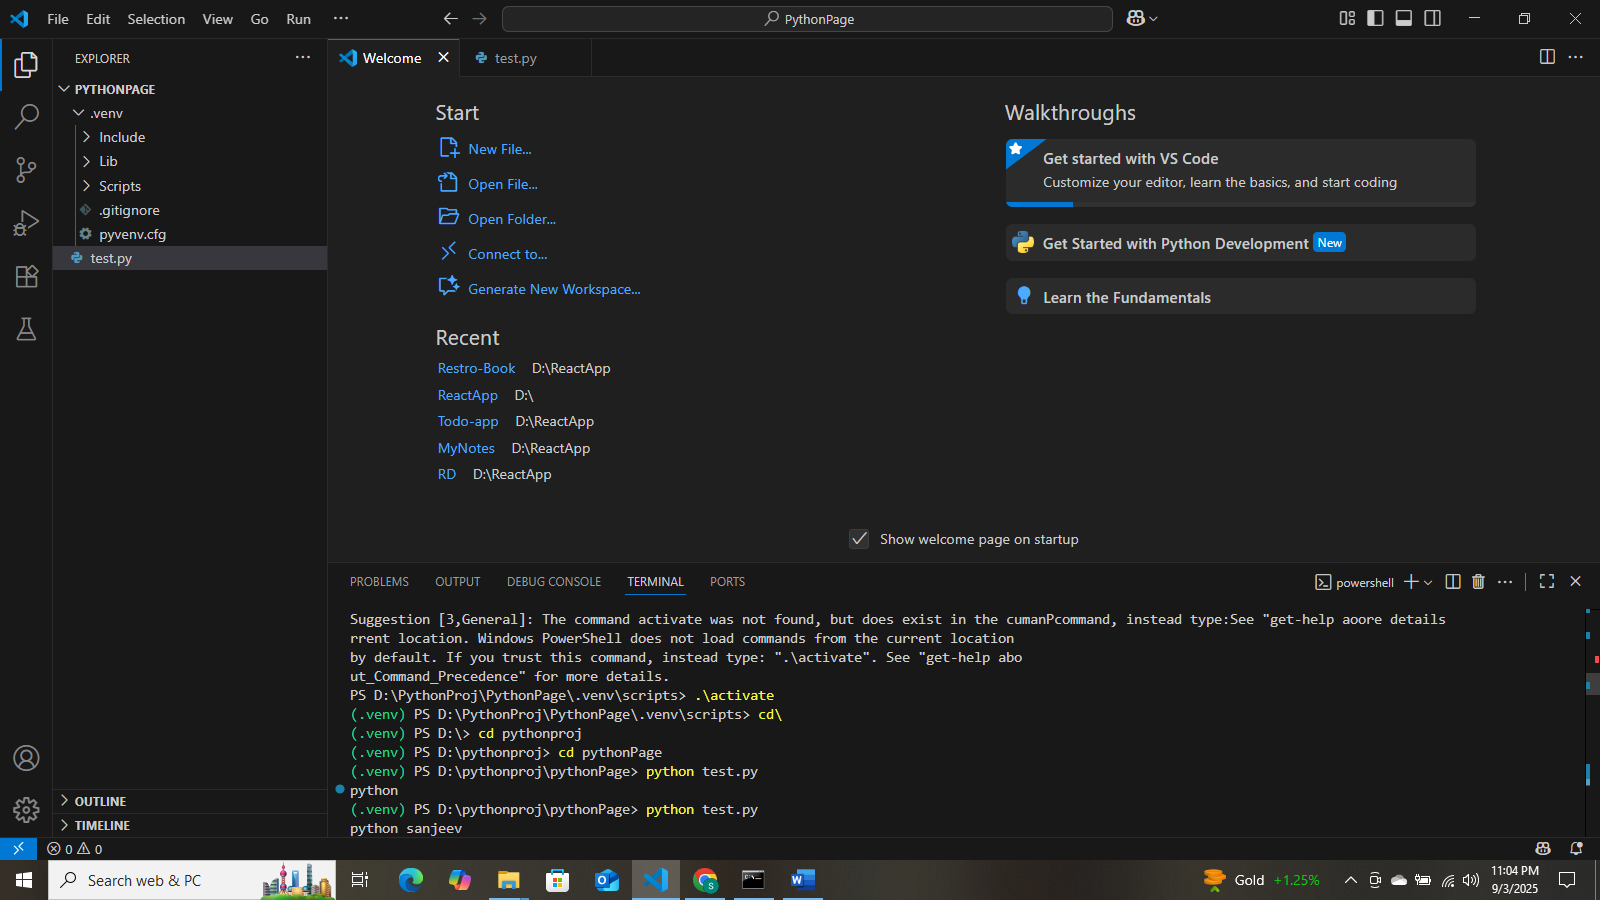 File Edit Selection View Go Run ···
PythonPage
EXPLORER
PYTHONPAGE
.venv
Include
Lib
Scripts
.gitignore
pyvenv.cfg
test.py
OUTLINE
TIMELINE
Welcome
test.py
Start
New File...
Open File...
Open Folder...
Connect to...
Generate New Workspace...
Recent
Restro-Book D:\ReactApp
ReactApp D:\
Todo-app D:\ReactApp
MyNotes D:\ReactApp
RD D:\ReactApp
Walkthroughs
Get started with VS Code
Customize your editor, learn the basics, and start coding
Get Started with Python Development New
Learn the Fundamentals
Show welcome page on startup
PROBLEMS OUTPUT DEBUG CONSOLE TERMINAL PORTS
powershell
Suggestion [3,General]: The command activate was not found, but does exist in the cumanPcommand, instead type:See "get-help aoore details
rrent location. Windows PowerShell does not load commands from the current location
by default. If you trust this command, instead type: ".\activate". See "get-help abo
ut_Command_Precedence" for more details.
PS D:\PythonProj\PythonPage\.venv\scripts> .\activate
(.venv) PS D:\PythonProj\PythonPage\.venv\scripts> cd\
(.venv) PS D:\> cd pythonproj
(.venv) PS D:\pythonproj> cd pythonPage
(.venv) PS D:\pythonproj\pythonPage> python test.py
python
(.venv) PS D:\pythonproj\pythonPage> python test.py
python sanjeev
0 0
Search web & PC
Gold +1.25%
11:04 PM
9/3/2025